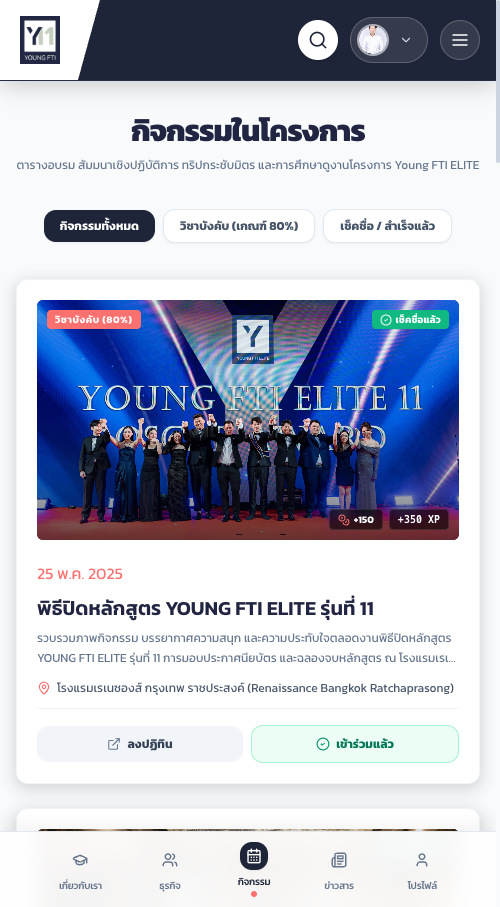 Y11
YOUNG FTI
กิจกรรมในโครงการ
ตารางอบรม สัมมนาเชิงปฏิบัติการ ทริปกระชับมิตร และการศึกษาดูงานโครงการ Young FTI ELITE
กิจกรรมทั้งหมด
วิชาบังคับ (เกณฑ์ 80%)
เช็คชื่อ / สำเร็จแล้ว
วิชาบังคับ (80%)
เช็คชื่อแล้ว
Y
YOUNG FTI ELITE
YOUNG FTI ELITE 11
+150
+350 XP
25 พ.ค. 2025
พิธีปิดหลักสูตร YOUNG FTI ELITE รุ่นที่ 11
รวบรวมภาพกิจกรรม บรรยากาศความสนุก และความประทับใจตลอดงานพิธีปิดหลักสูตร
YOUNG FTI ELITE รุ่นที่ 11 การมอบประกาศนียบัตร และฉลองจบหลักสูตร ณ โรงแรมเรเ...
โรงแรมเรเนซองส์ กรุงเทพ ราชประสงค์ (Renaissance Bangkok Ratchaprasong)
ลงปฏิทิน
เข้าร่วมแล้ว
เกี่ยวกับเรา
ธุรกิจ
กิจกรรม
ข่าวสาร
โปรไฟล์